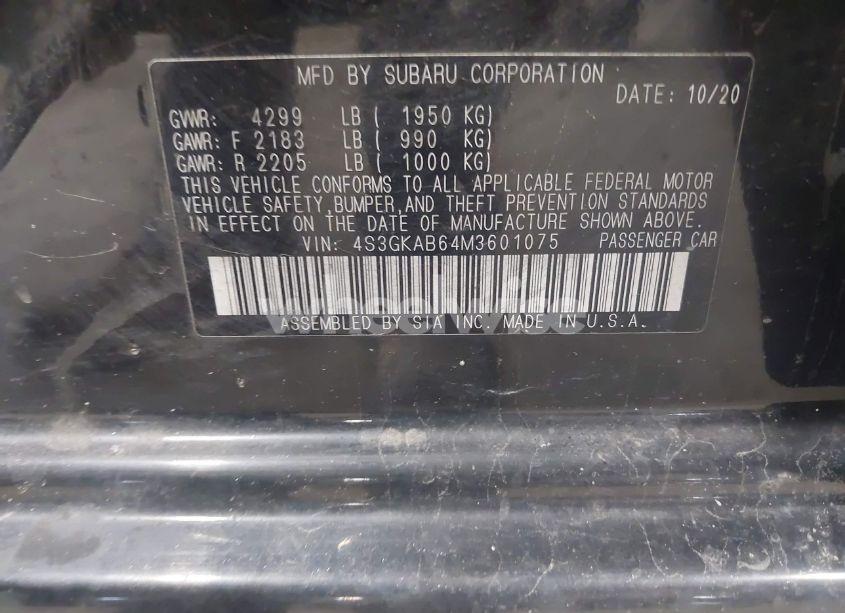 MFD BY SUBARU CORPORATION
DATE: 10/20
GVWR: 4299 LB ( 1950 KG)
GAWR: F 2183 LB ( 990 KG)
GAWR: R 2205 LB ( 1000 KG)
THIS VEHICLE CONFORMS TO ALL APPLICABLE FEDERAL MOTOR
VEHICLE SAFETY, BUMPER, AND THEFT PREVENTION STANDARDS
IN EFFECT ON THE DATE OF MANUFACTURE SHOWN ABOVE.
VIN: 4S3GKAB64M3601075 PASSENGER CAR
wheelwise
ASSEMBLED BY SIA INC. MADE IN U.S.A.